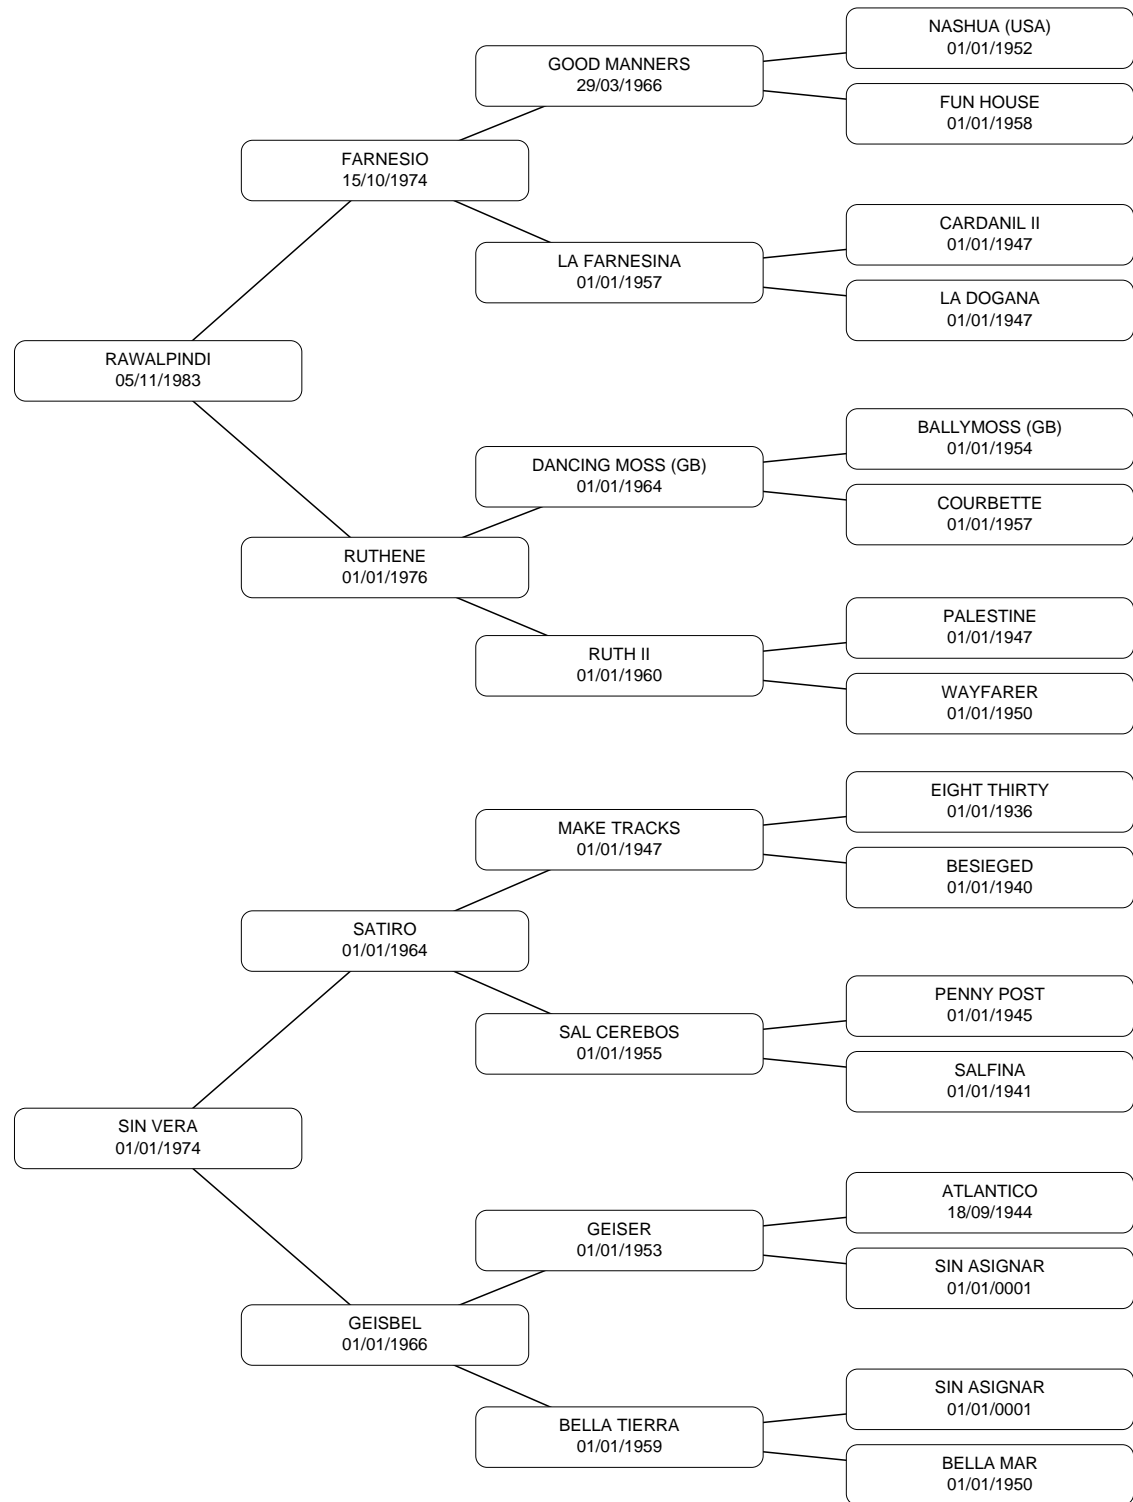 NASHUA (USA)
01/01/1952
GOOD MANNERS
29/03/1966
FUN HOUSE
01/01/1958
FARNESIO
15/10/1974
CARDANIL II
01/01/1947
LA FARNESINA
01/01/1957
LA DOGANA
01/01/1947
RAWALPINDI
05/11/1983
BALLYMOSS (GB)
01/01/1954
DANCING MOSS (GB)
01/01/1964
COURBETTE
01/01/1957
RUTHENE
01/01/1976
PALESTINE
01/01/1947
RUTH II
01/01/1960
WAYFARER
01/01/1950
EIGHT THIRTY
01/01/1936
MAKE TRACKS
01/01/1947
BESIEGED
01/01/1940
SATIRO
01/01/1964
PENNY POST
01/01/1945
SAL CEREBOS
01/01/1955
SALFINA
01/01/1941
SIN VERA
01/01/1974
ATLANTICO
18/09/1944
GEISER
01/01/1953
SIN ASIGNAR
01/01/0001
GEISBEL
01/01/1966
SIN ASIGNAR
01/01/0001
BELLA TIERRA
01/01/1959
BELLA MAR
01/01/1950